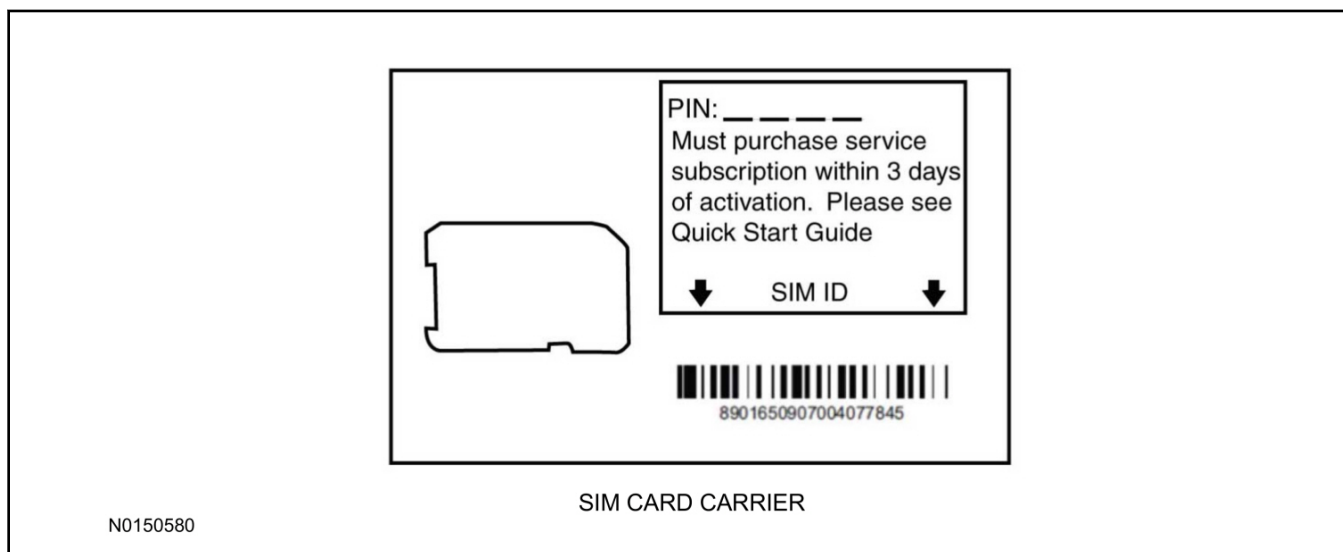 PIN: _ _ _ _
Must purchase service
subscription within 3 days
of activation.  Please see
Quick Start Guide
SIM ID
8901650907004077845
SIM CARD CARRIER
N0150580